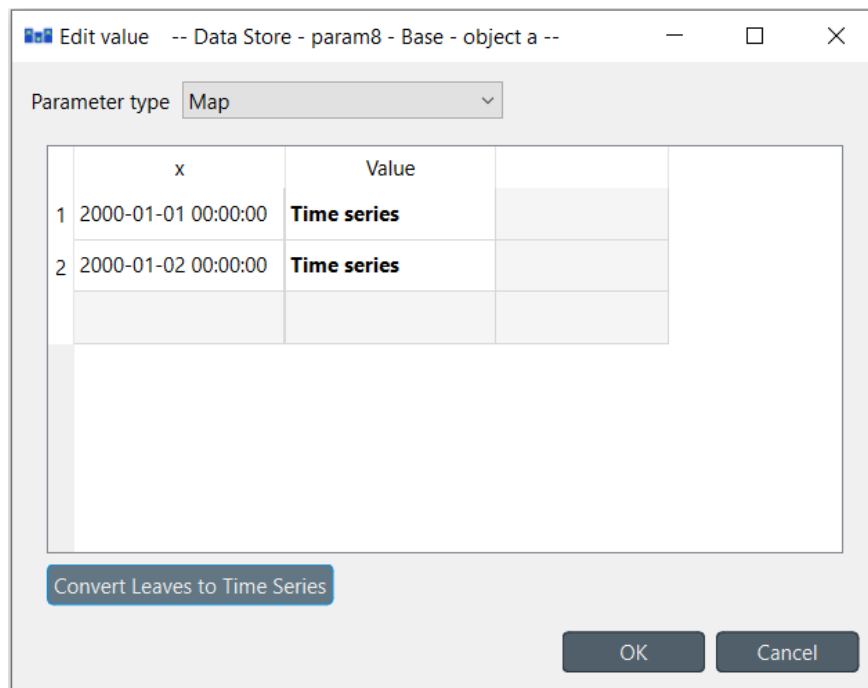 Edit value -- Data Store - param8 - Base - object a --
Parameter type Map
x Value
1 2000-01-01 00:00:00 Time series
2 2000-01-02 00:00:00 Time series
Convert Leaves to Time Series
OK Cancel